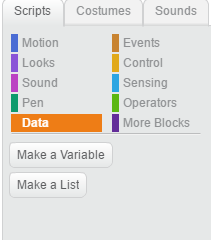 Scripts Costumes Sounds
Motion Events
Looks Control
Sound Sensing
Pen Operators
Data More Blocks
Make a Variable
Make a List